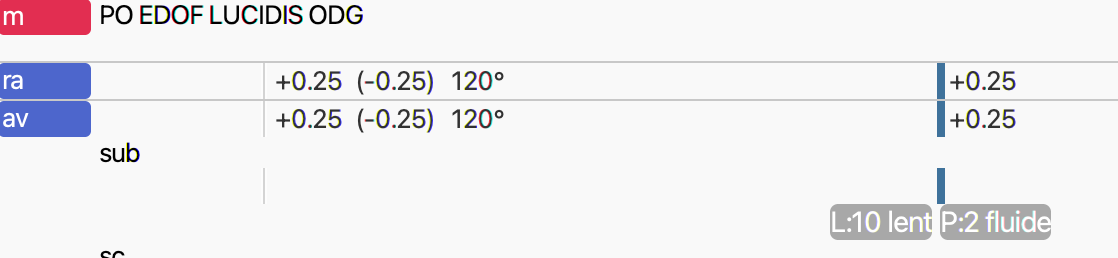 m PO EDOF LUCIDIS ODG
ra +0.25 (-0.25) 120° +0.25
av +0.25 (-0.25) 120° +0.25
sub
L:10 lent P:2 fluide